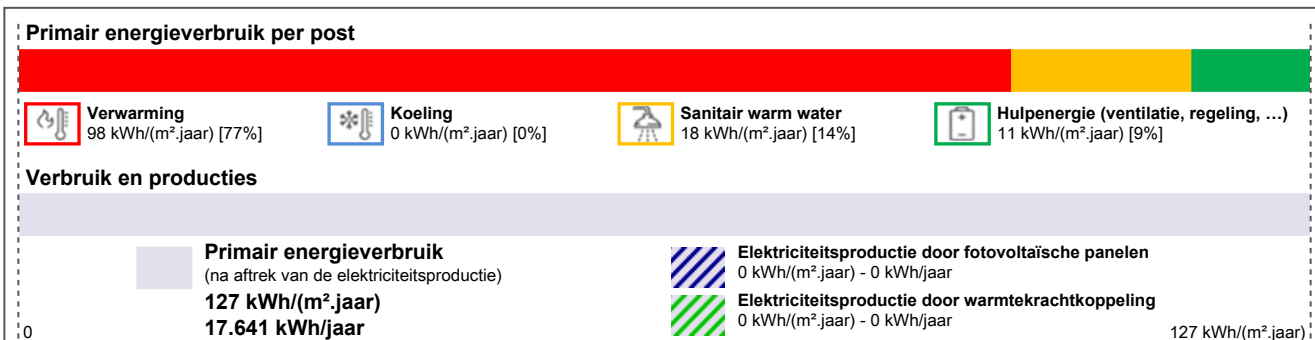 Primair energieverbruik per post
Verwarming
98 kWh/(m².jaar) [77%]
Koeling
0 kWh/(m².jaar) [0%]
Sanitair warm water
18 kWh/(m².jaar) [14%]
Hulpenergie (ventilatie, regeling, …)
11 kWh/(m².jaar) [9%]
Verbruik en producties
Primair energieverbruik
(na aftrek van de elektriciteitsproductie)
127 kWh/(m².jaar)
17.641 kWh/jaar
Elektriciteitsproductie door fotovoltaïsche panelen
0 kWh/(m².jaar) - 0 kWh/jaar
Elektriciteitsproductie door warmtekrachtkoppeling
0 kWh/(m².jaar) - 0 kWh/jaar
0
127 kWh/(m².jaar)